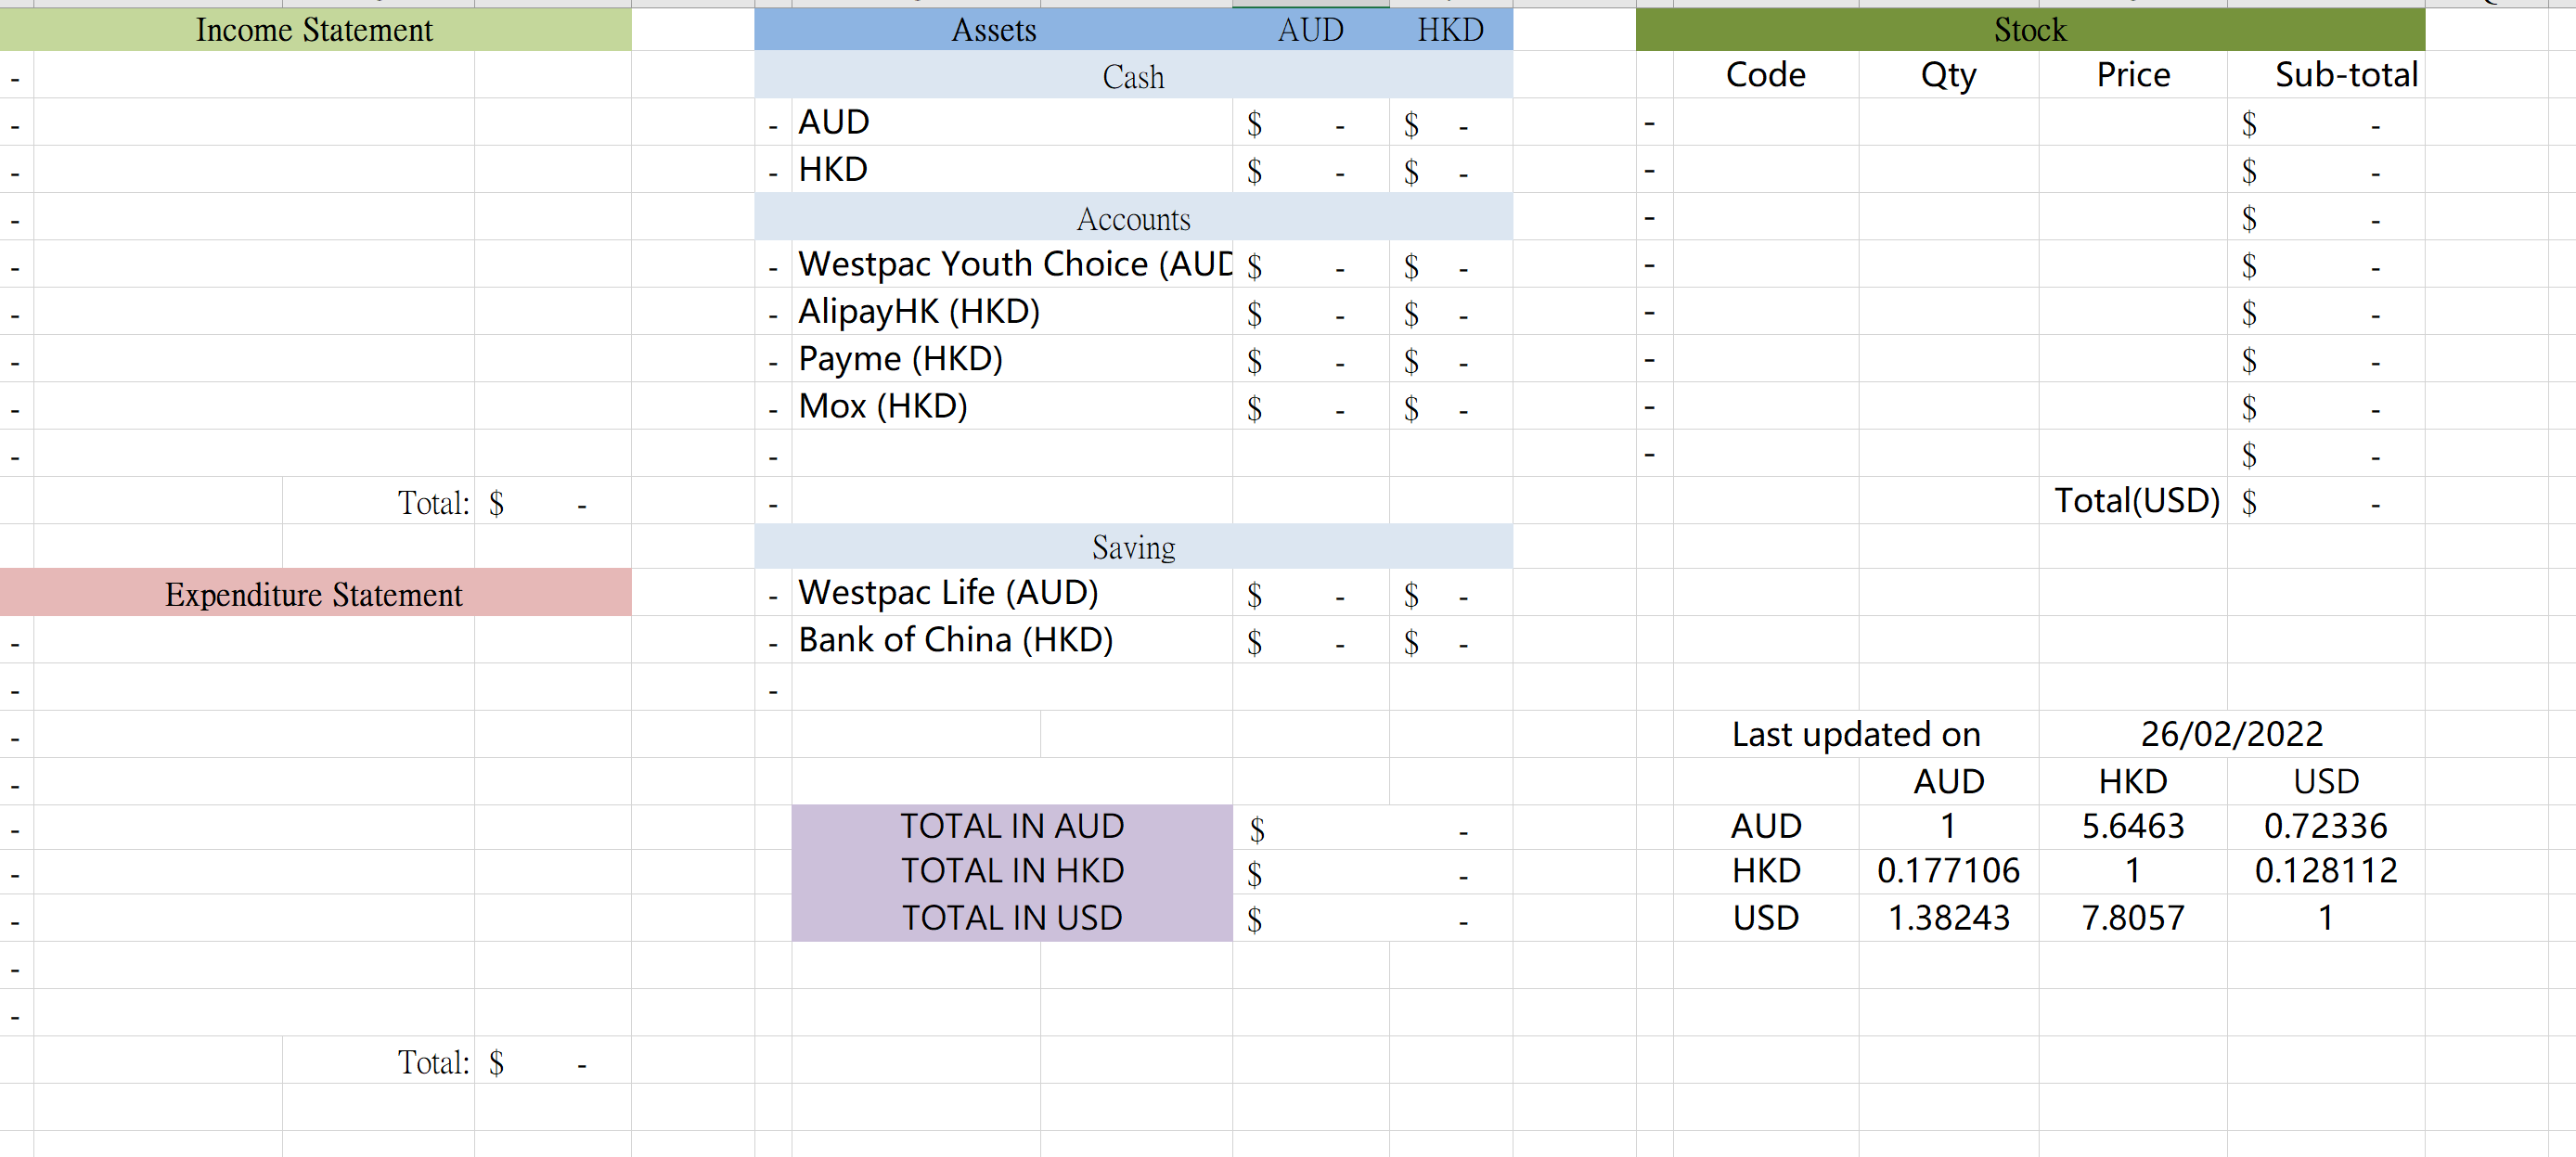 Income Statement
-
-
-
-
-
-
-
-
-
Total: $ -
Expenditure Statement
-
-
-
-
-
-
-
-
-
Total: $ -
Assets AUD HKD
Cash
- AUD $ - $ -
- HKD $ - $ -
Accounts
- Westpac Youth Choice (AUD $ - $ -
- AlipayHK (HKD) $ - $ -
- Payme (HKD) $ - $ -
- Mox (HKD) $ - $ -
-
-
Saving
- Westpac Life (AUD) $ - $ -
- Bank of China (HKD) $ - $ -
-
TOTAL IN AUD $ -
TOTAL IN HKD $ -
TOTAL IN USD $ -
Stock
Code Qty Price Sub-total
- $ -
- $ -
- $ -
- $ -
- $ -
- $ -
- $ -
- $ -
Total(USD) $ -
Last updated on 26/02/2022
AUD HKD USD
AUD 1 5.6463 0.72336
HKD 0.177106 1 0.128112
USD 1.38243 7.8057 1